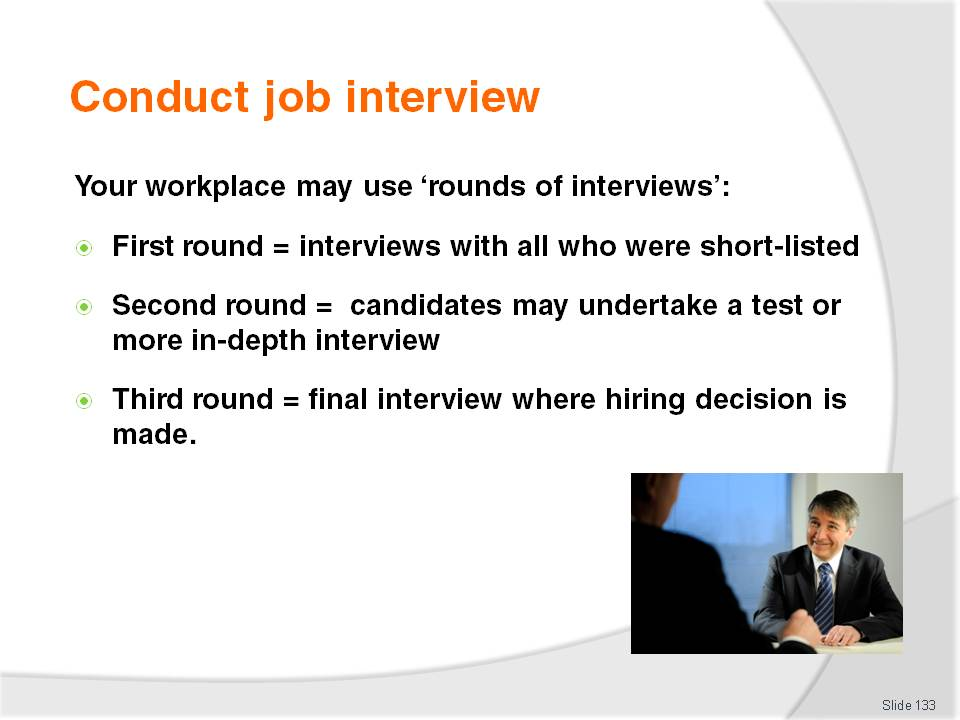 Conduct job interview
Your workplace may use ‘rounds of interviews’:
First round = interviews with all who were short-listed
Second round =  candidates may undertake a test or
more in-depth interview
Third round = final interview where hiring decision is
made.
Slide 133